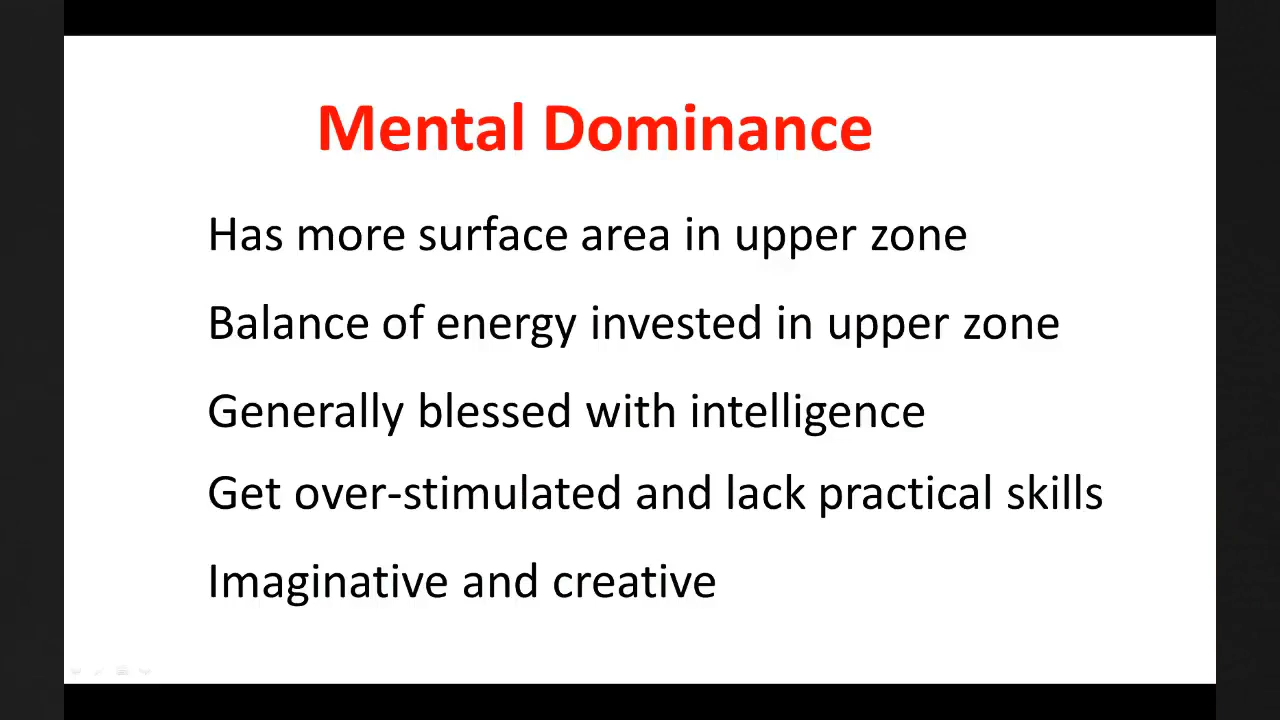 Mental Dominance
Has more surface area in upper zone
Balance of energy invested in upper zone
Generally blessed with intelligence
Get over-stimulated and lack practical skills
Imaginative and creative